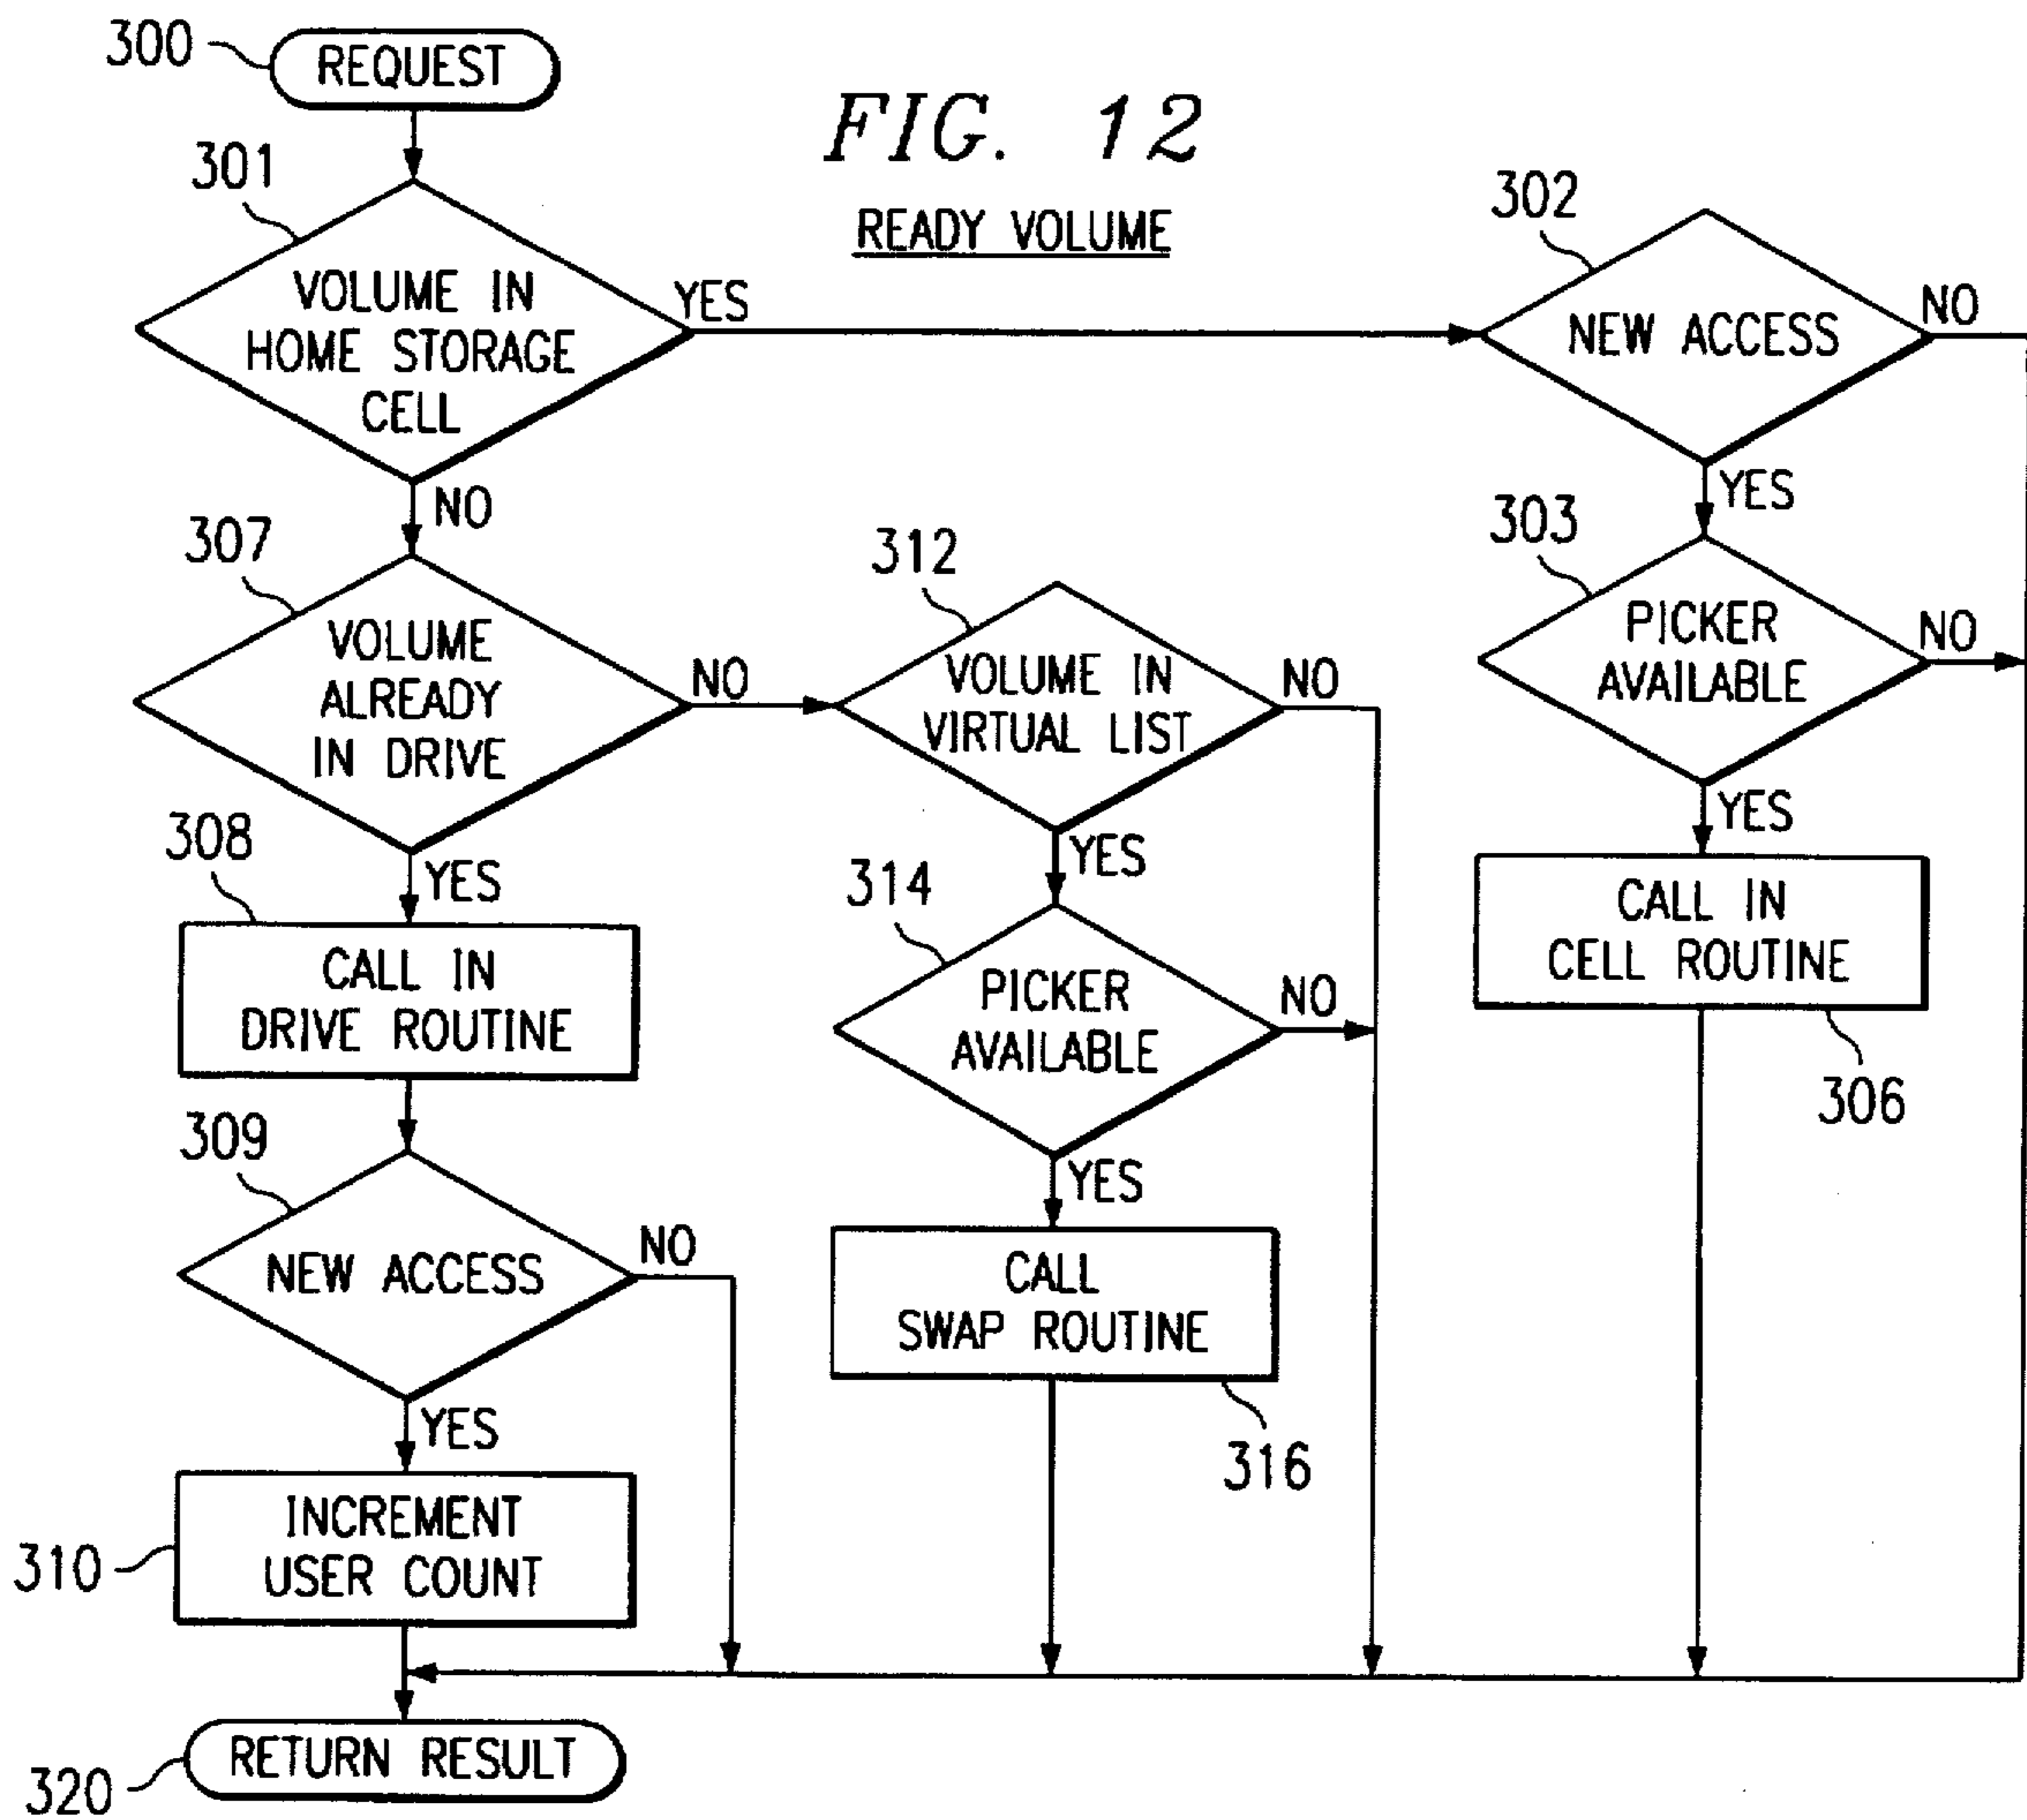 300
REQUEST
FIG. 12
READY VOLUME
301
VOLUME IN
HOME STORAGE
CELL
YES
NO
302
NEW ACCESS
NO
YES
303
PICKER
AVAILABLE
NO
YES
CALL IN
CELL ROUTINE
306
307
VOLUME
ALREADY
IN DRIVE
NO
YES
312
VOLUME IN
VIRTUAL LIST
NO
YES
314
PICKER
AVAILABLE
NO
YES
CALL
SWAP ROUTINE
316
308
CALL IN
DRIVE ROUTINE
309
NEW ACCESS
NO
YES
310
INCREMENT
USER COUNT
320
RETURN RESULT